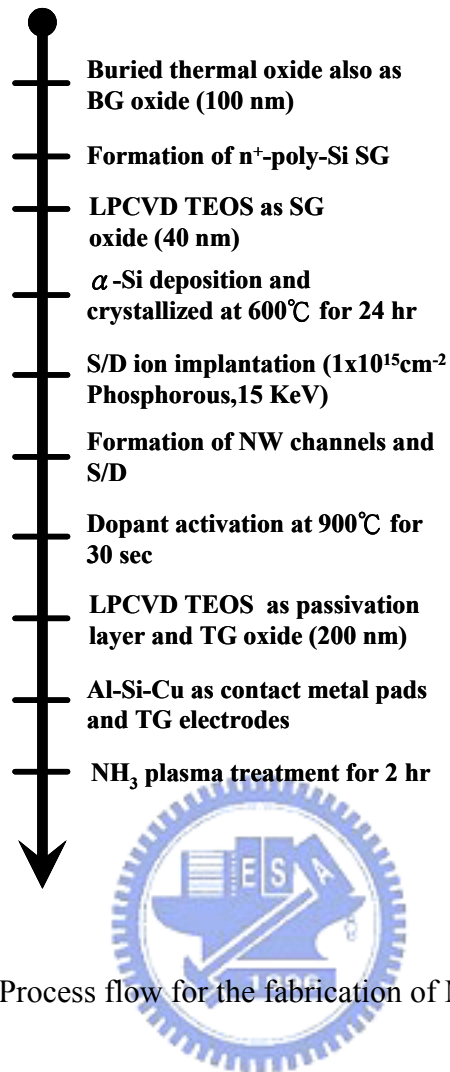 Buried thermal oxide also as
BG oxide (100 nm)
Formation of n⁺-poly-Si SG
LPCVD TEOS as SG
oxide (40 nm)
α-Si deposition and
crystallized at 600℃ for 24 hr
S/D ion implantation (1x10¹⁵cm⁻²
Phosphorous,15 KeV)
Formation of NW channels and
S/D
Dopant activation at 900℃ for
30 sec
LPCVD TEOS as passivation
layer and TG oxide (200 nm)
Al-Si-Cu as contact metal pads
and TG electrodes
NH₃ plasma treatment for 2 hr
E S A
1896
Process flow for the fabrication of